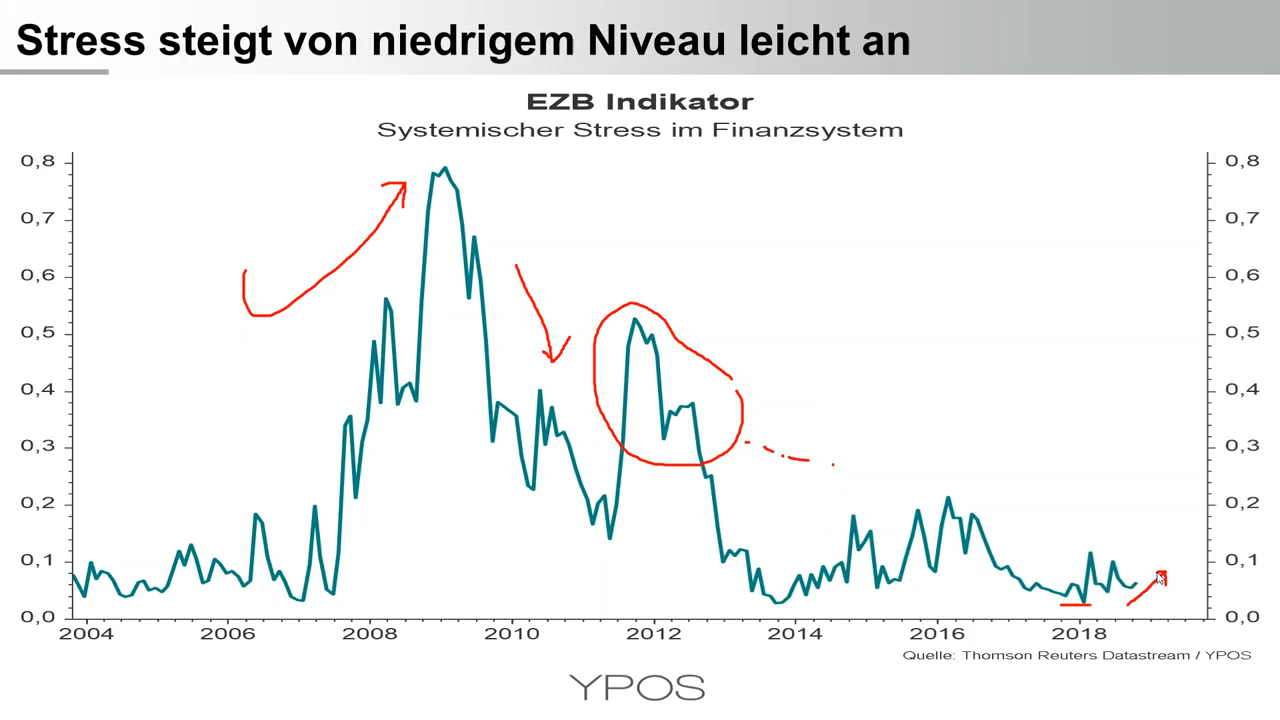 Stress steigt von niedrigem Niveau leicht an
EZB Indikator
Systemischer Stress im Finanzsystem
0,8 0,8
0,7 0,7
0,6 0,6
0,5 0,5
0,4 0,4
0,3 0,3
0,2 0,2
0,1 0,1
0,0 0,0
2004 2006 2008 2010 2012 2014 2016 2018
Quelle: Thomson Reuters Datastream / YPOS
YPOS